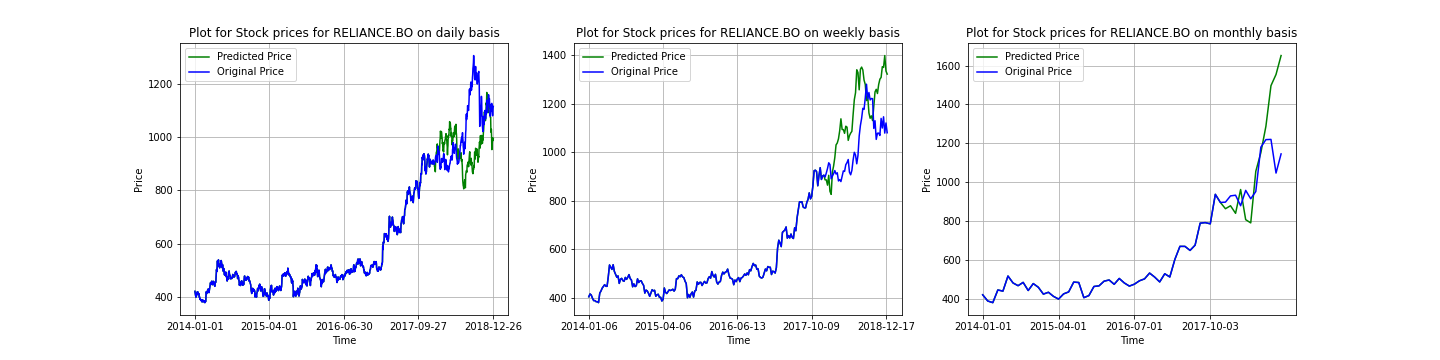 Plot for Stock prices for RELIANCE.BO on daily basis
Predicted Price
Original Price
1200
1000
800
600
400
Price
2014-01-01 2015-04-01 2016-06-30 2017-09-27 2018-12-26
Time
Plot for Stock prices for RELIANCE.BO on weekly basis
Predicted Price
Original Price
1400
1200
1000
800
600
400
Price
2014-01-06 2015-04-06 2016-06-13 2017-10-09 2018-12-17
Time
Plot for Stock prices for RELIANCE.BO on monthly basis
Predicted Price
Original Price
1600
1400
1200
1000
800
600
400
Price
2014-01-01 2015-04-01 2016-07-01 2017-10-03
Time